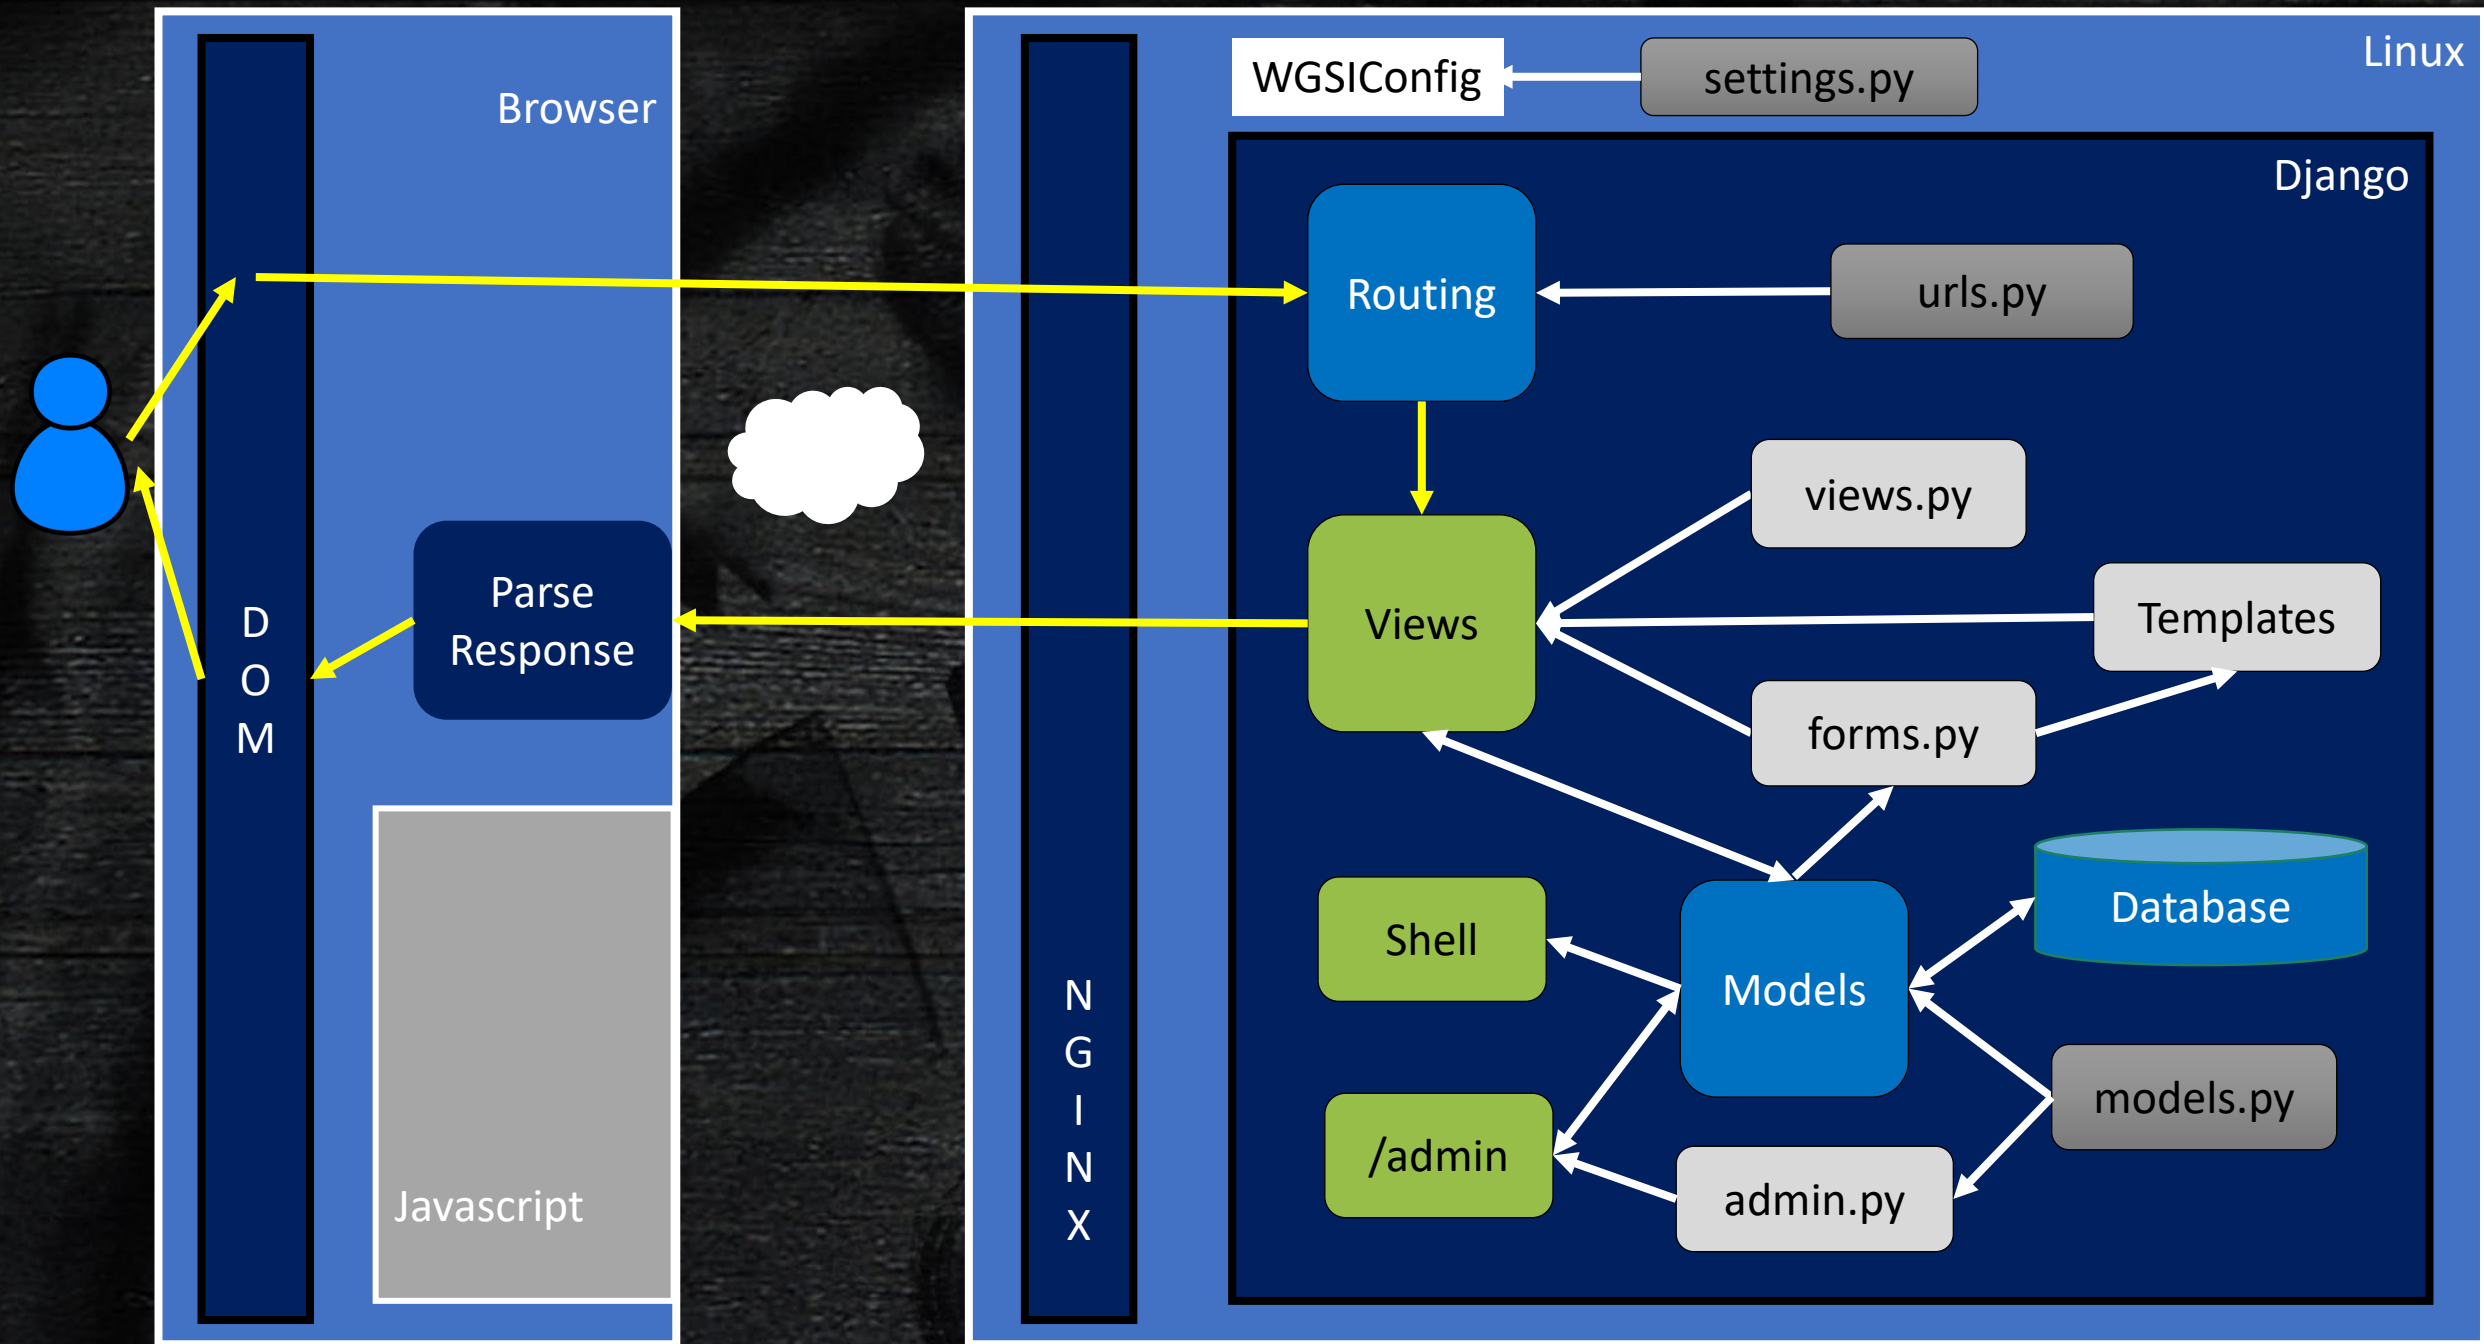 Browser
D
O
M
Parse
Response
Javascript
N
G
I
N
X
Linux
WGSIConfig
settings.py
Django
Routing
urls.py
views.py
Views
Templates
forms.py
Shell
Models
Database
/admin
admin.py
models.py